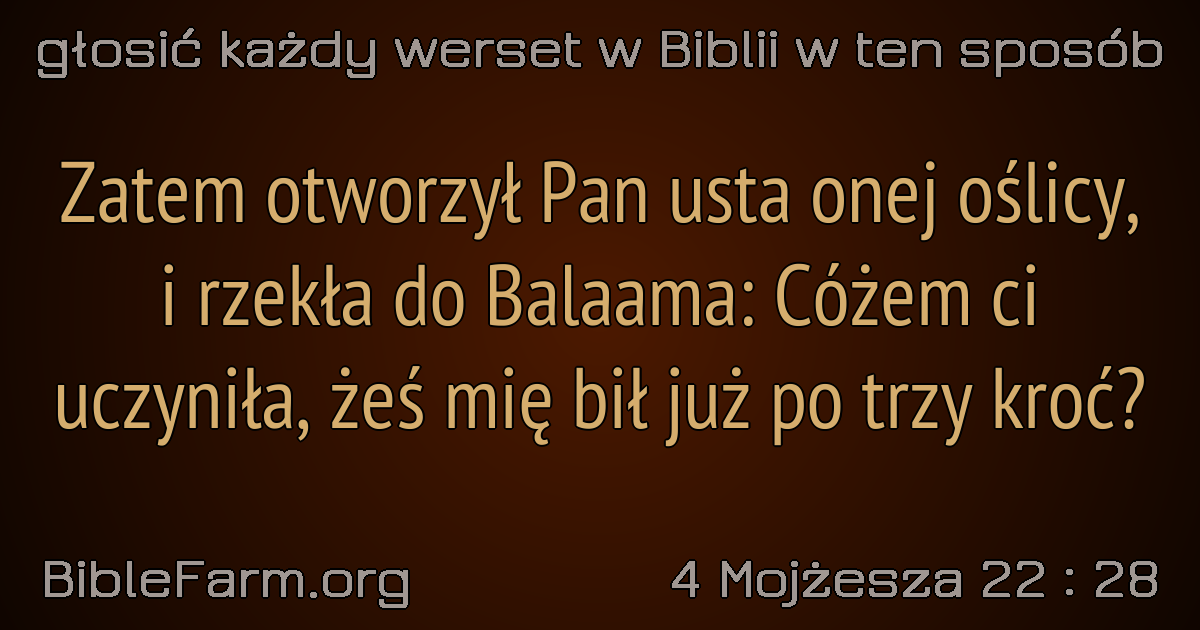 głosić każdy werset w Biblii w ten sposób
Zatem otworzył Pan usta onej oślicy,
i rzekła do Balaama: Cóżem ci
uczyniła, żeś mię bił już po trzy kroć?
BibleFarm.org
4 Mojżesza 22 : 28